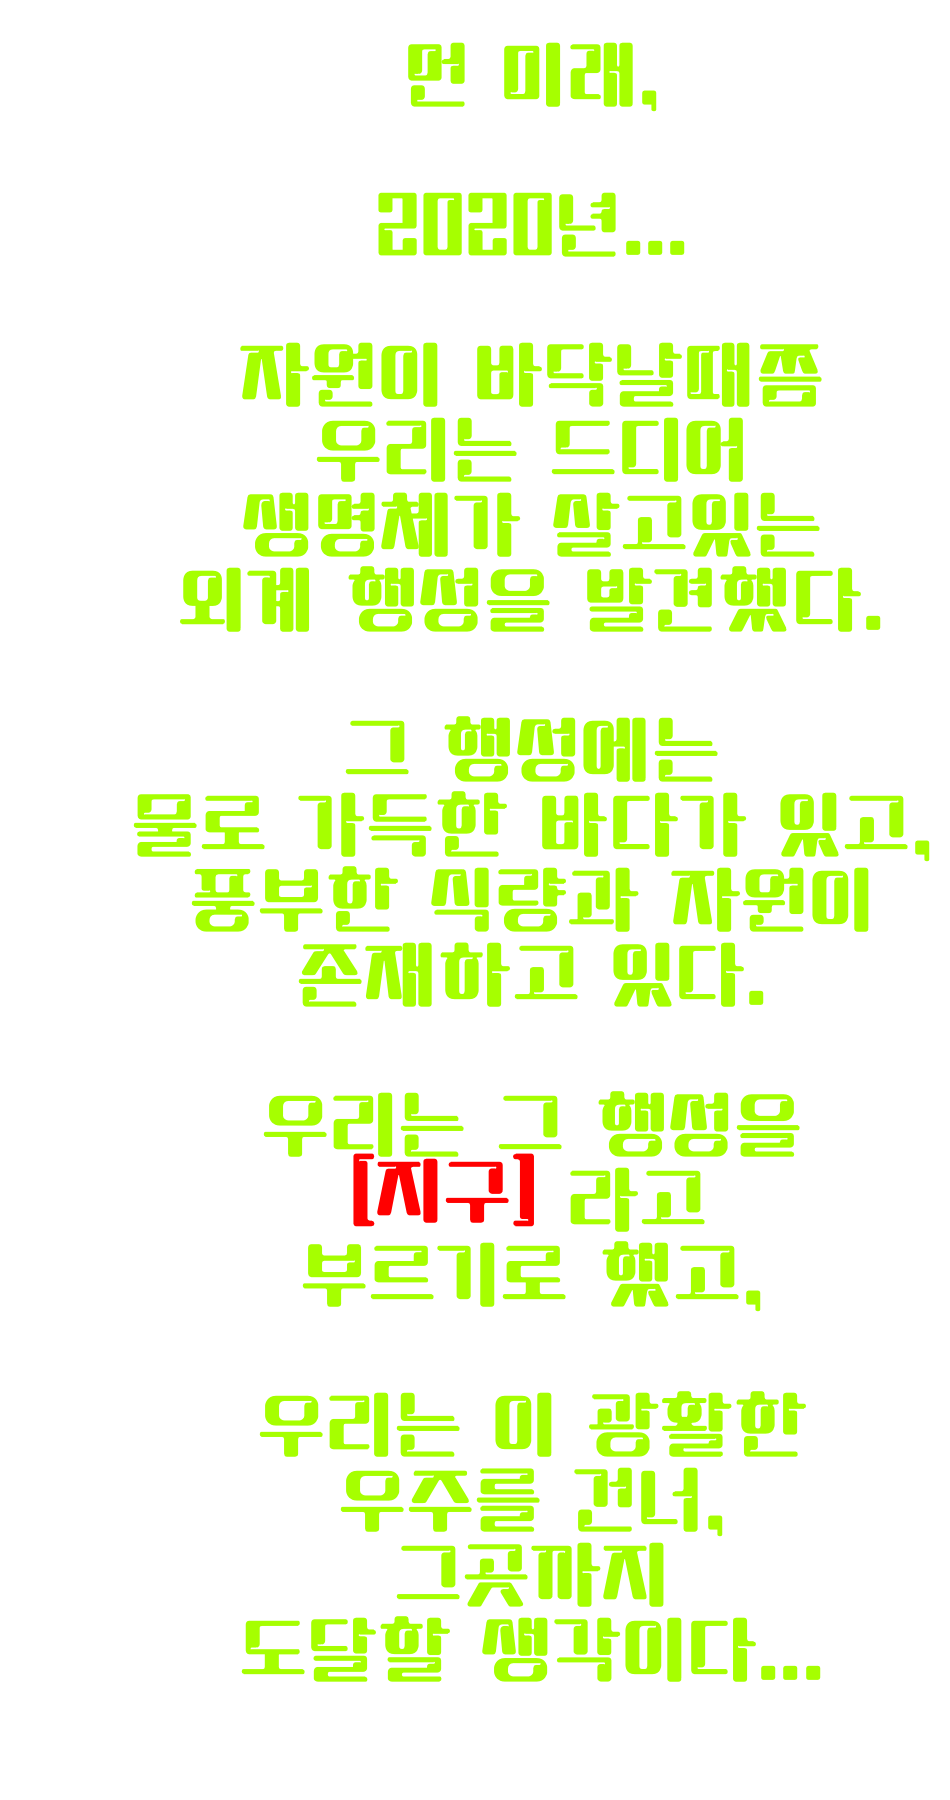 먼 미래,
2020년...
자원이 바닥날때쯤
우리는 드디어
생명체가 살고있는
외계 행성을 발견했다.
그 행성에는
물로 가득한 바다가 있고,
풍부한 식량과 자원이
존재하고 있다.
우리는 그 행성을
[지구] 라고
부르기로 했고,
우리는 이 광활한
우주를 건너,
그곳까지
도달할 생각이다...